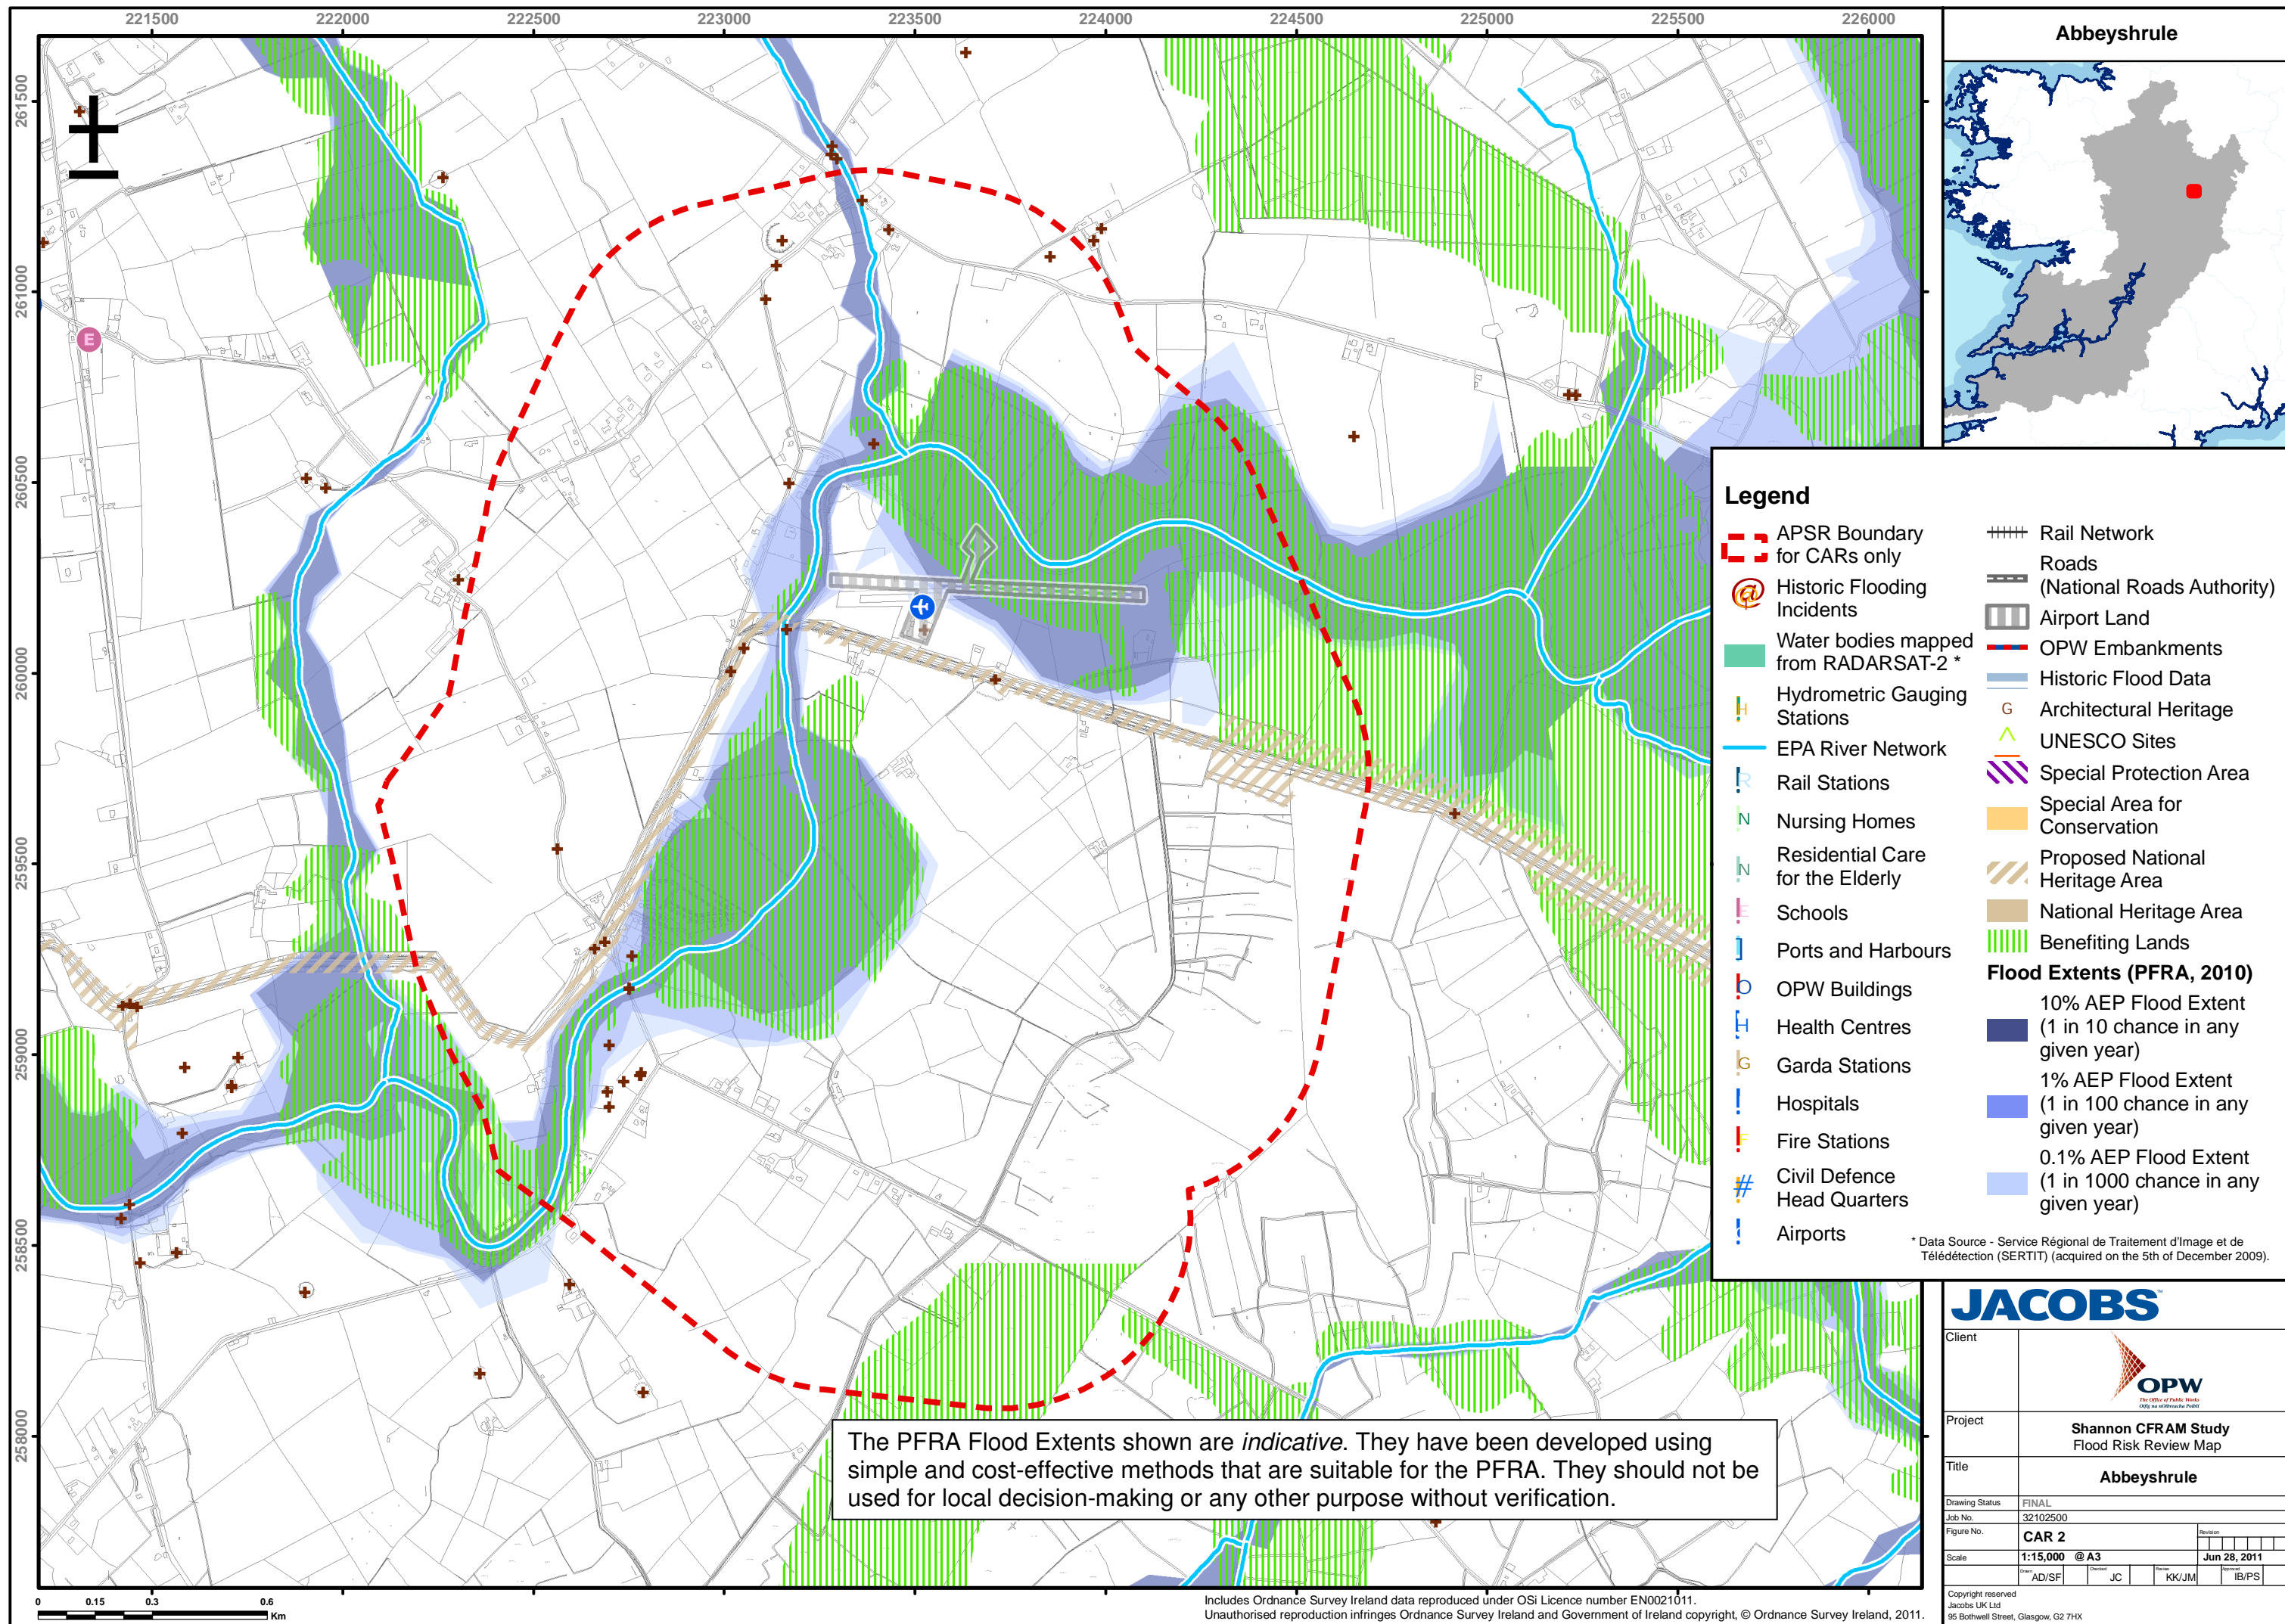 221500 222000 222500 223000 223500 224000 224500 225000 225500 226000
261500
261000
260500
260000
259500
259000
258500
258000
E
Abbeyshrule
Legend
APSR Boundary
for CARs only
Historic Flooding
Incidents
Water bodies mapped
from RADARSAT-2 *
Hydrometric Gauging
Stations
EPA River Network
Rail Stations
Nursing Homes
Residential Care
for the Elderly
Schools
Ports and Harbours
OPW Buildings
Health Centres
Garda Stations
Hospitals
Fire Stations
Civil Defence
Head Quarters
Airports
Rail Network
Roads
(National Roads Authority)
Airport Land
OPW Embankments
Historic Flood Data
Architectural Heritage
UNESCO Sites
Special Protection Area
Special Area for
Conservation
Proposed National
Heritage Area
National Heritage Area
Benefiting Lands
Flood Extents (PFRA, 2010)
10% AEP Flood Extent
(1 in 10 chance in any
given year)
1% AEP Flood Extent
(1 in 100 chance in any
given year)
0.1% AEP Flood Extent
(1 in 1000 chance in any
given year)
* Data Source - Service Régional de Traitement d'Image et de
Télédétection (SERTIT) (acquired on the 5th of December 2009).
The PFRA Flood Extents shown are indicative. They have been developed using
simple and cost-effective methods that are suitable for the PFRA. They should not be
used for local decision-making or any other purpose without verification.
JACOBS
Client
OPW
The Office of Public Works
Oifig na nOibreacha Poiblí
Project
Shannon CFRAM Study
Flood Risk Review Map
Title
Abbeyshrule
Drawing Status FINAL
Job No. 32102500
Figure No. CAR 2 Revision
Scale 1:15,000 @ A3 Jun 28, 2011
Drawn AD/SF Checked JC Review KK/JM Approved IB/PS
Copyright reserved
Jacobs UK Ltd
95 Bothwell Street, Glasgow, G2 7HX
0 0.15 0.3 0.6
Km
Includes Ordnance Survey Ireland data reproduced under OSi Licence number EN0021011.
Unauthorised reproduction infringes Ordnance Survey Ireland and Government of Ireland copyright, © Ordnance Survey Ireland, 2011.